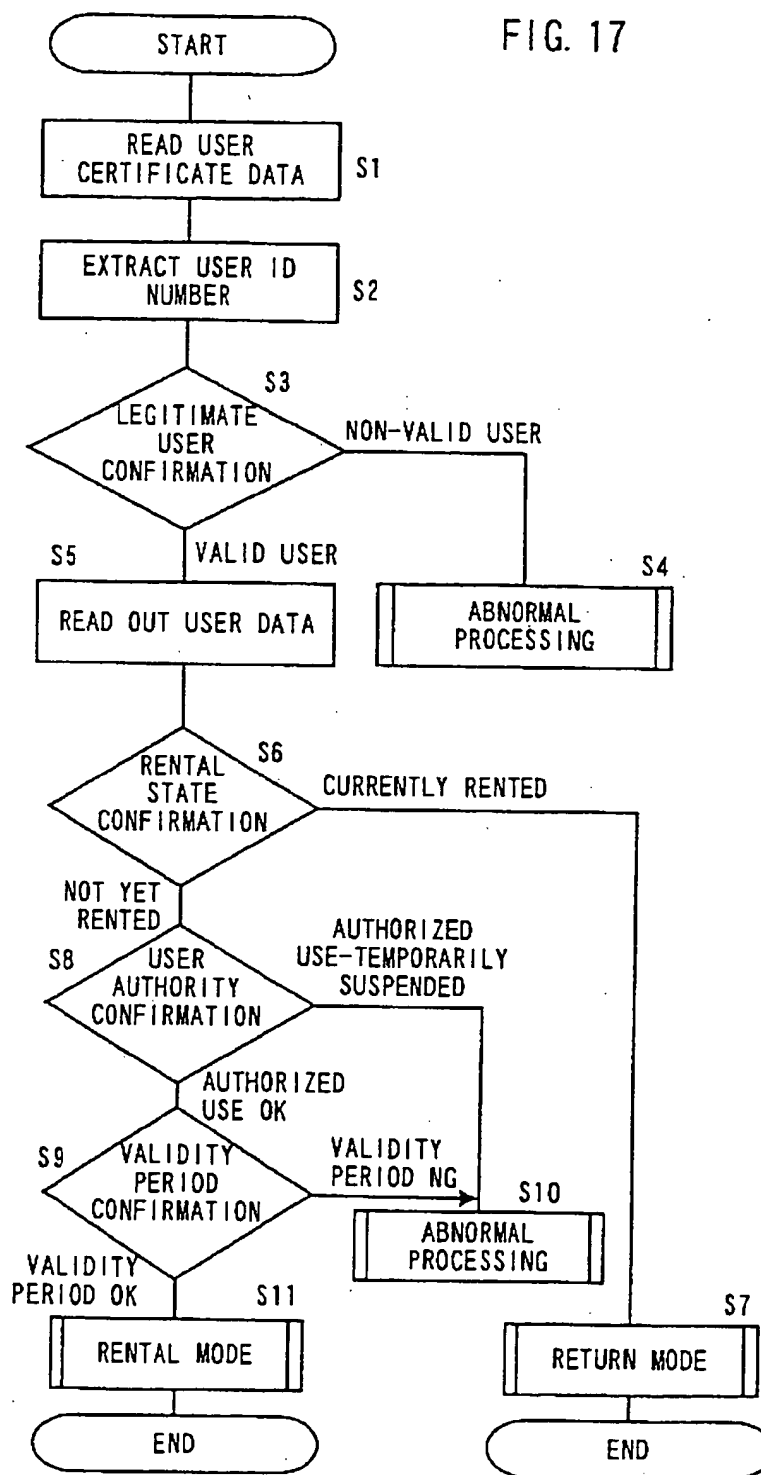 FIG. 17
START
READ USER
CERTIFICATE DATA
S1
EXTRACT USER ID
NUMBER
S2
S3
LEGITIMATE
USER
CONFIRMATION
NON-VALID USER
S5
VALID USER
S4
READ OUT USER DATA
ABNORMAL
PROCESSING
S6
RENTAL
STATE
CONFIRMATION
CURRENTLY RENTED
NOT YET
RENTED
S8
USER
AUTHORITY
CONFIRMATION
AUTHORIZED
USE-TEMPORARILY
SUSPENDED
AUTHORIZED
USE OK
S9
VALIDITY
PERIOD
CONFIRMATION
VALIDITY
PERIOD NG
S10
ABNORMAL
PROCESSING
VALIDITY
PERIOD OK
S11
S7
RENTAL MODE
RETURN MODE
END
END